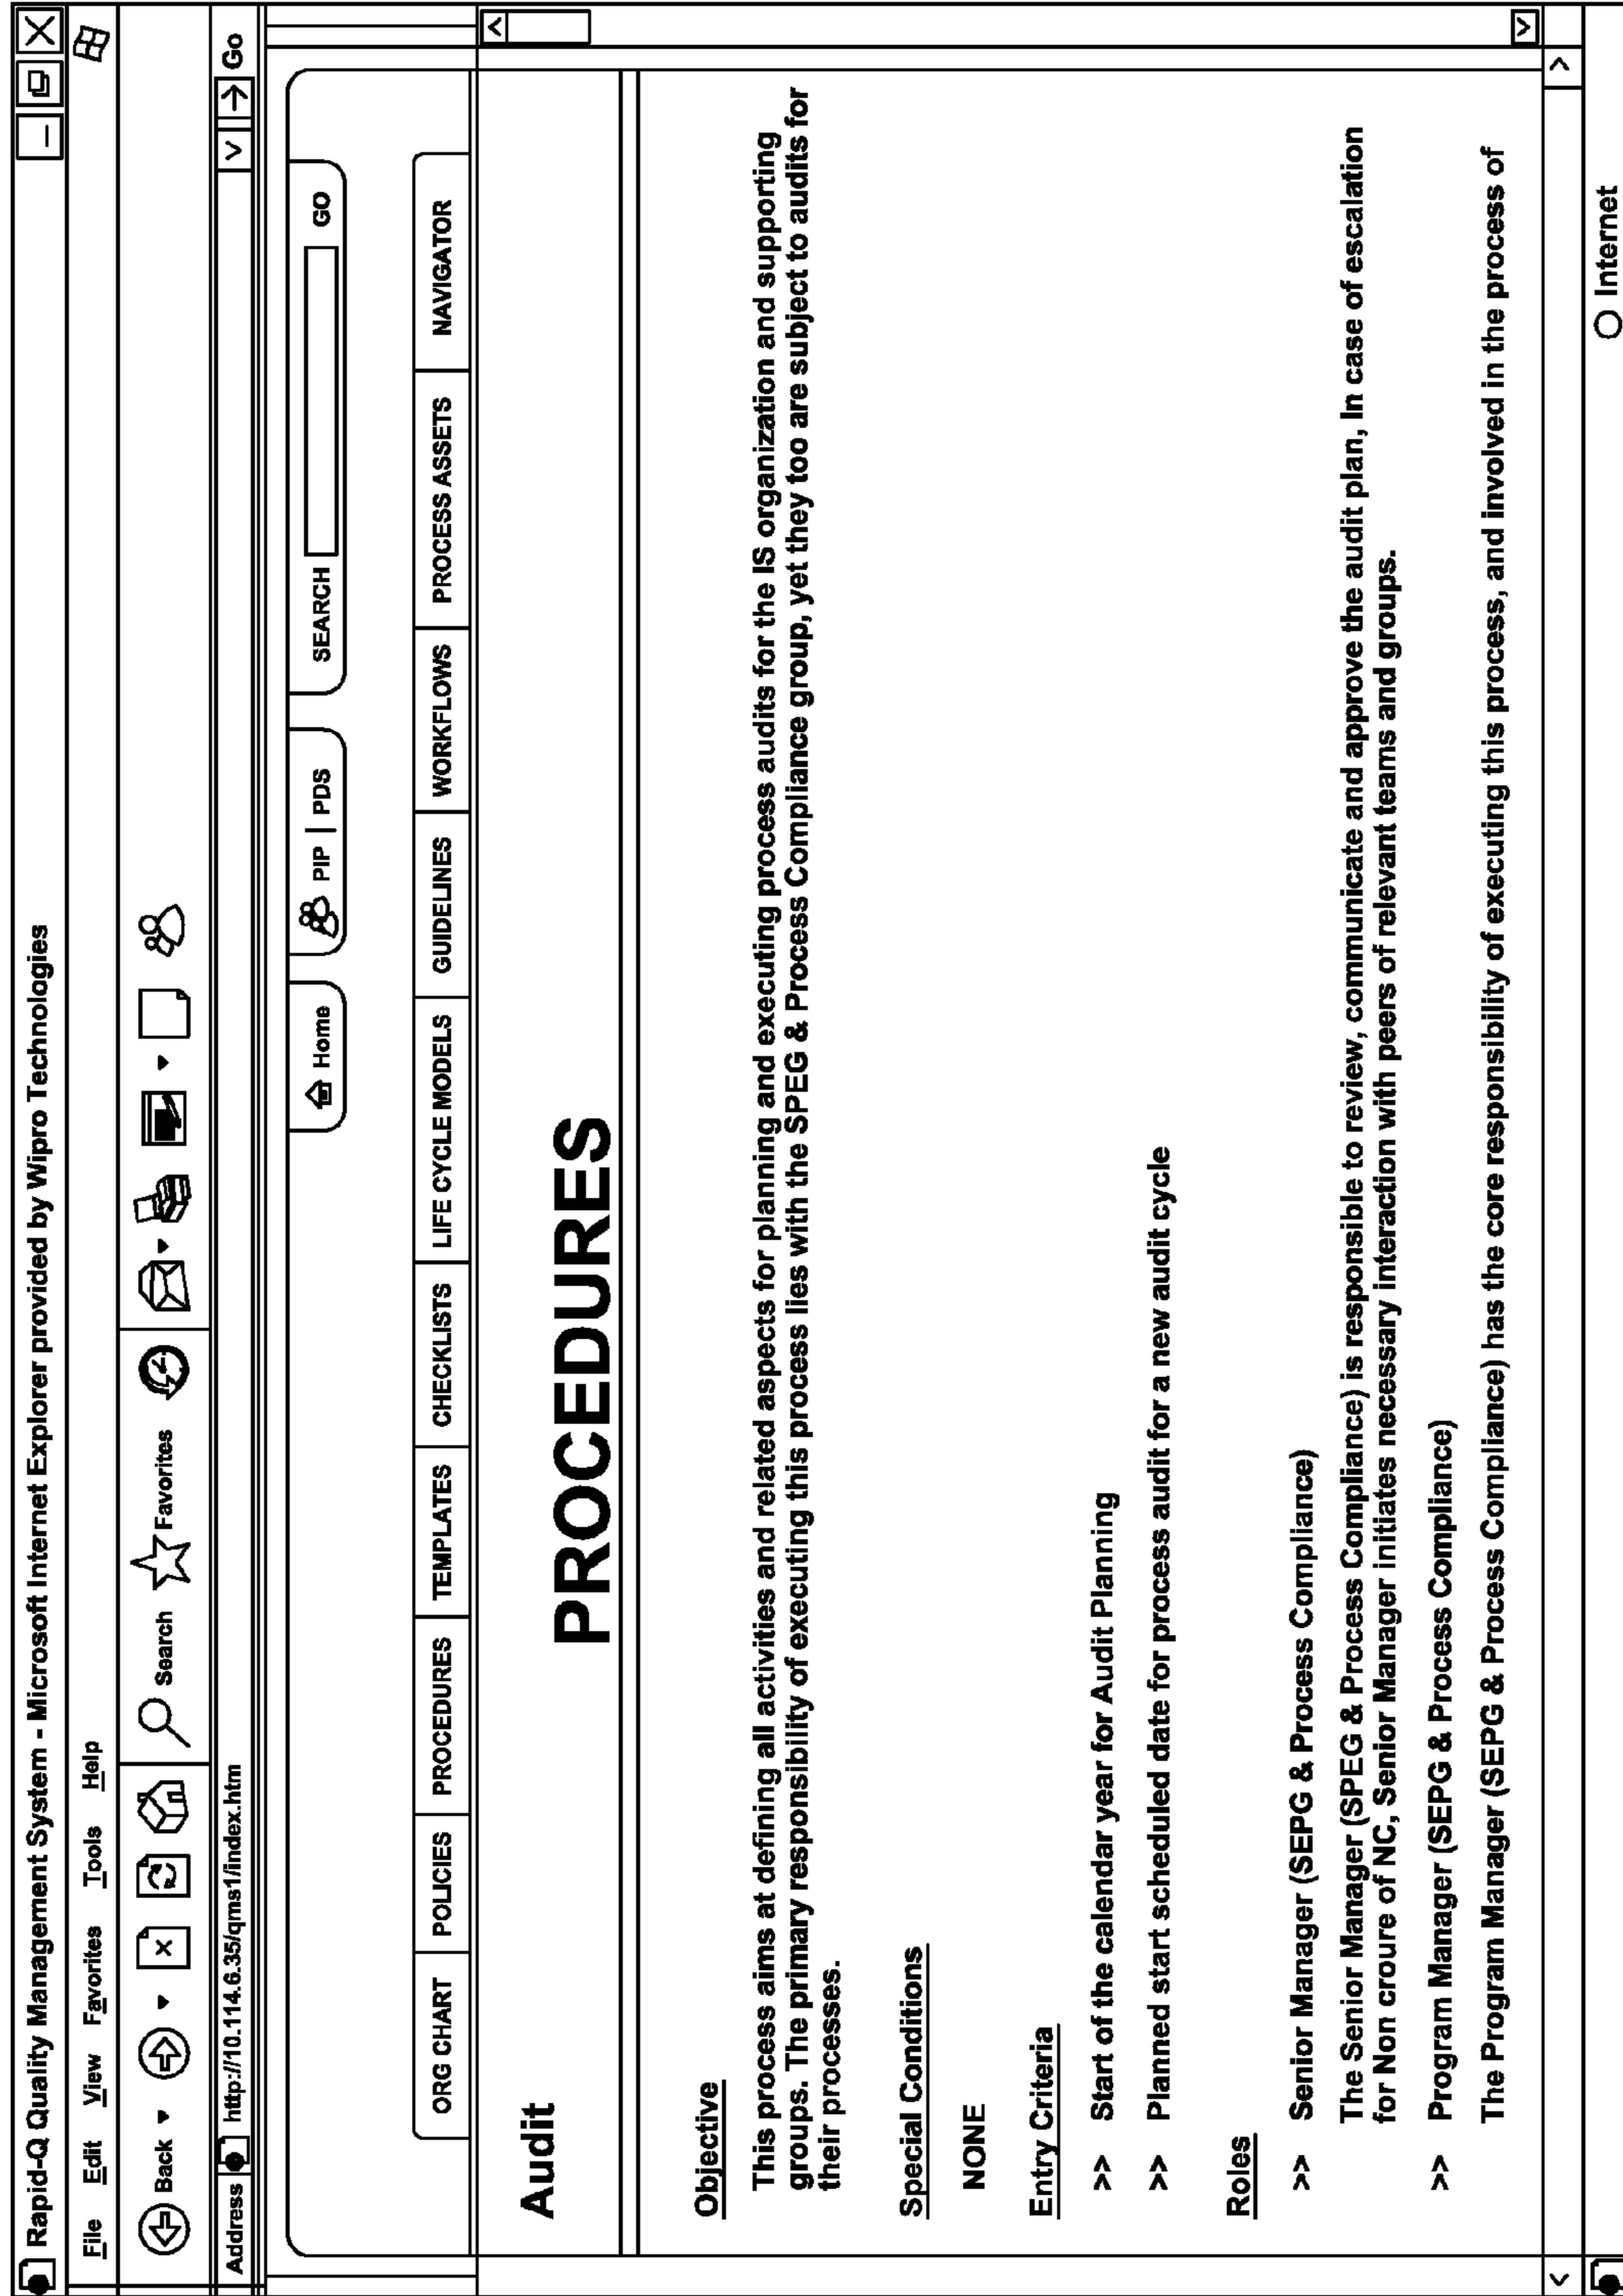 Rapid-Q Quality Management System - Microsoft Internet Explorer provided by Wipro Technologies
File Edit View Favorites Tools Help
Back Search Favorites
Address http://10.114.6.35/qms1/index.htm Go
Home PIP | PDS SEARCH GO
ORG CHART POLICIES PROCEDURES TEMPLATES CHECKLISTS LIFE CYCLE MODELS GUIDELINES WORKFLOWS PROCESS ASSETS NAVIGATOR
Audit
PROCEDURES
Objective
This process aims at defining all activities and related aspects for planning and executing process audits for the IS organization and supporting
groups. The primary responsibility of executing this process lies with the SPEG & Process Compliance group, yet they too are subject to audits for
their processes.
Special Conditions
NONE
Entry Criteria
>> Start of the calendar year for Audit Planning
>> Planned start scheduled date for process audit for a new audit cycle
Roles
>> Senior Manager (SEPG & Process Compliance)
The Senior Manager (SPEG & Process Compliance) is responsible to review, communicate and approve the audit plan, In case of escalation
for Non croure of NC, Senior Manager initiates necessary interaction with peers of relevant teams and groups.
>> Program Manager (SEPG & Process Compliance)
The Program Manager (SEPG & Process Compliance) has the core responsibility of executing this process, and involved in the process of
Internet